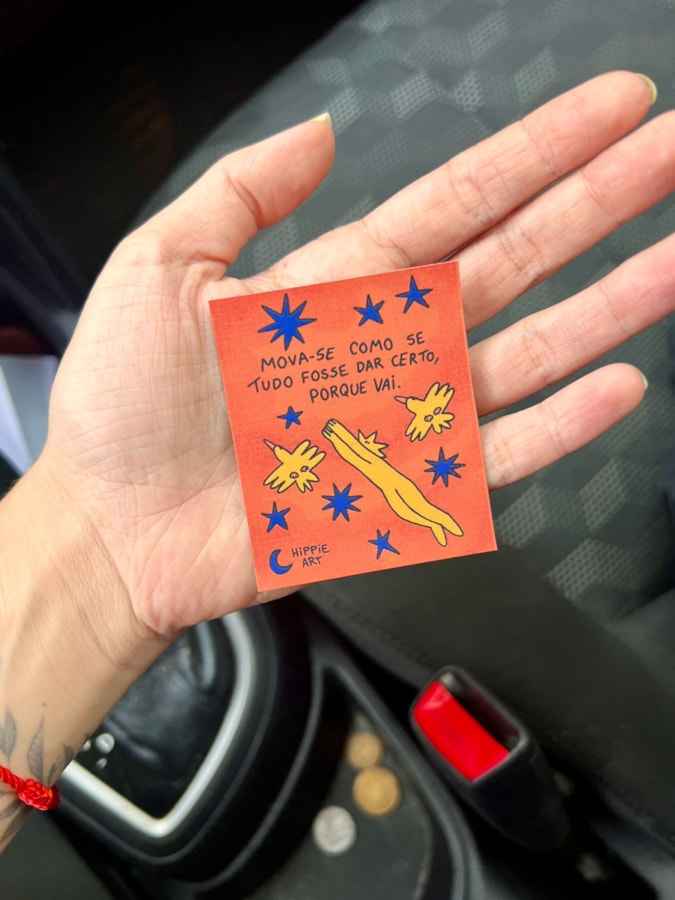 MOVA-SE COMO SE
TUDO FOSSE DAR CERTO,
PORQUE VAi.
HiPPiE
ART